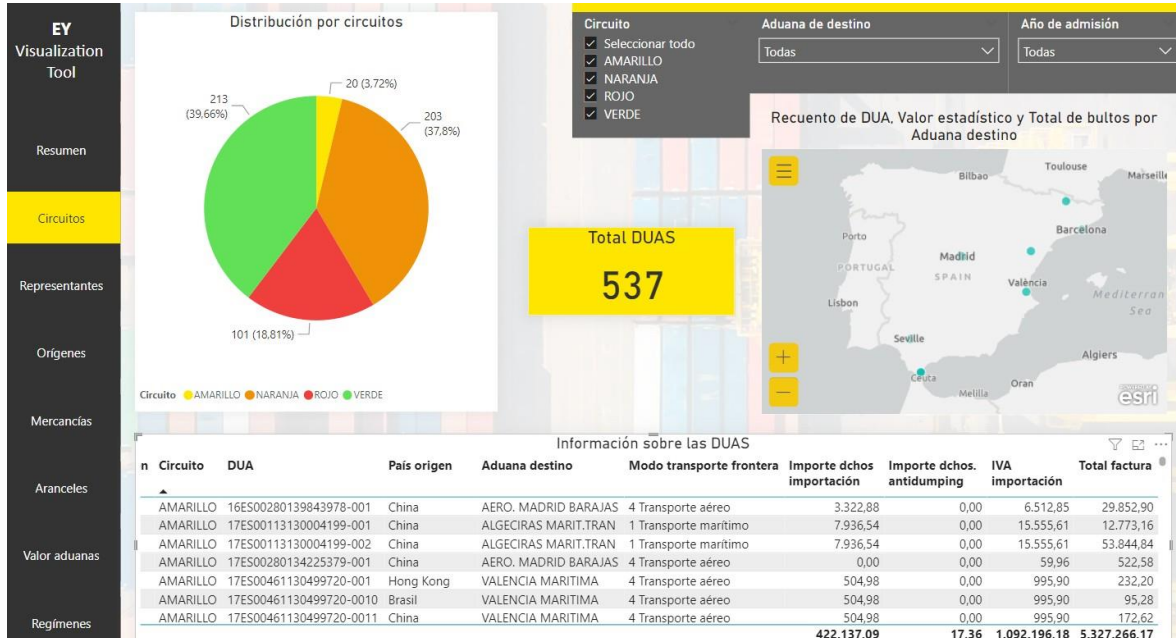 EY
Visualization
Tool
Resumen
Circuitos
Representantes
Orígenes
Mercancías
Aranceles
Valor aduanas
Regímenes
Distribución por circuitos
20 (3,72%)
213
(39,66%)
203
(37,8%)
101 (18,81%)
Circuito AMARILLO NARANJA ROJO VERDE
Circuito
Seleccionar todo
AMARILLO
NARANJA
ROJO
VERDE
Aduana de destino
Todas
Año de admisión
Todas
Total DUAS
537
Recuento de DUA, Valor estadístico y Total de bultos por
Aduana destino
Toulouse
Bilbao
Marseille
Porto
Barcelona
Madrid
PORTUGAL
SPAIN
València
Mediterran
Sea
Lisbon
Seville
Algiers
Ceuta
Oran
Melilla
esri
Información sobre las DUAS
n Circuito DUA País origen Aduana destino Modo transporte frontera Importe dchos importación Importe dchos. antidumping IVA importación Total factura
AMARILLO 16ES00280139843978-001 China AERO. MADRID BARAJAS 4 Transporte aéreo 3.322,88 0,00 6.512,85 29.852,90
AMARILLO 17ES00113130004199-001 China ALGECIRAS MARIT.TRAN 1 Transporte marítimo 7.936,54 0,00 15.555,61 12.773,16
AMARILLO 17ES00113130004199-002 China ALGECIRAS MARIT.TRAN 1 Transporte marítimo 7.936,54 0,00 15.555,61 53.844,84
AMARILLO 17ES00280134225379-001 China AERO. MADRID BARAJAS 4 Transporte aéreo 0,00 0,00 59,96 522,58
AMARILLO 17ES00461130499720-001 Hong Kong VALENCIA MARITIMA 4 Transporte aéreo 504,98 0,00 995,90 232,20
AMARILLO 17ES00461130499720-0010 Brasil VALENCIA MARITIMA 4 Transporte aéreo 504,98 0,00 995,90 95,28
AMARILLO 17ES00461130499720-0011 China VALENCIA MARITIMA 4 Transporte aéreo 504,98 0,00 995,90 172,62
422.137,09 17,36 1.092.196,18 5.327.266,17